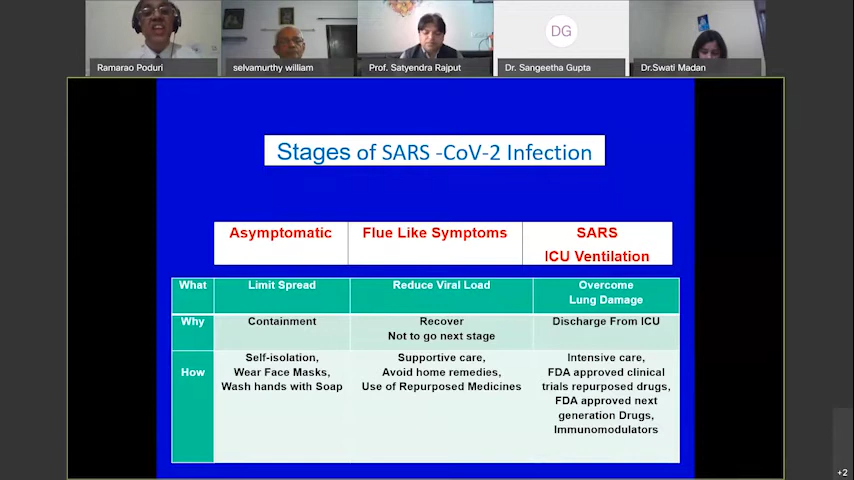 Ramarao Poduri
selvamurthy william
Prof. Satyendra Rajput
DG
Dr. Sangeetha Gupta
Dr.Swati Madan
Stages of SARS -CoV-2 Infection
Asymptomatic
Flue Like Symptoms
SARS
ICU Ventilation
What
Limit Spread
Reduce Viral Load
Overcome
Lung Damage
Why
Containment
Recover
Not to go next stage
Discharge From ICU
How
Self-isolation,
Wear Face Masks,
Wash hands with Soap
Supportive care,
Avoid home remedies,
Use of Repurposed Medicines
Intensive care,
FDA approved clinical
trials repurposed drugs,
FDA approved next
generation Drugs,
Immunomodulators
+2